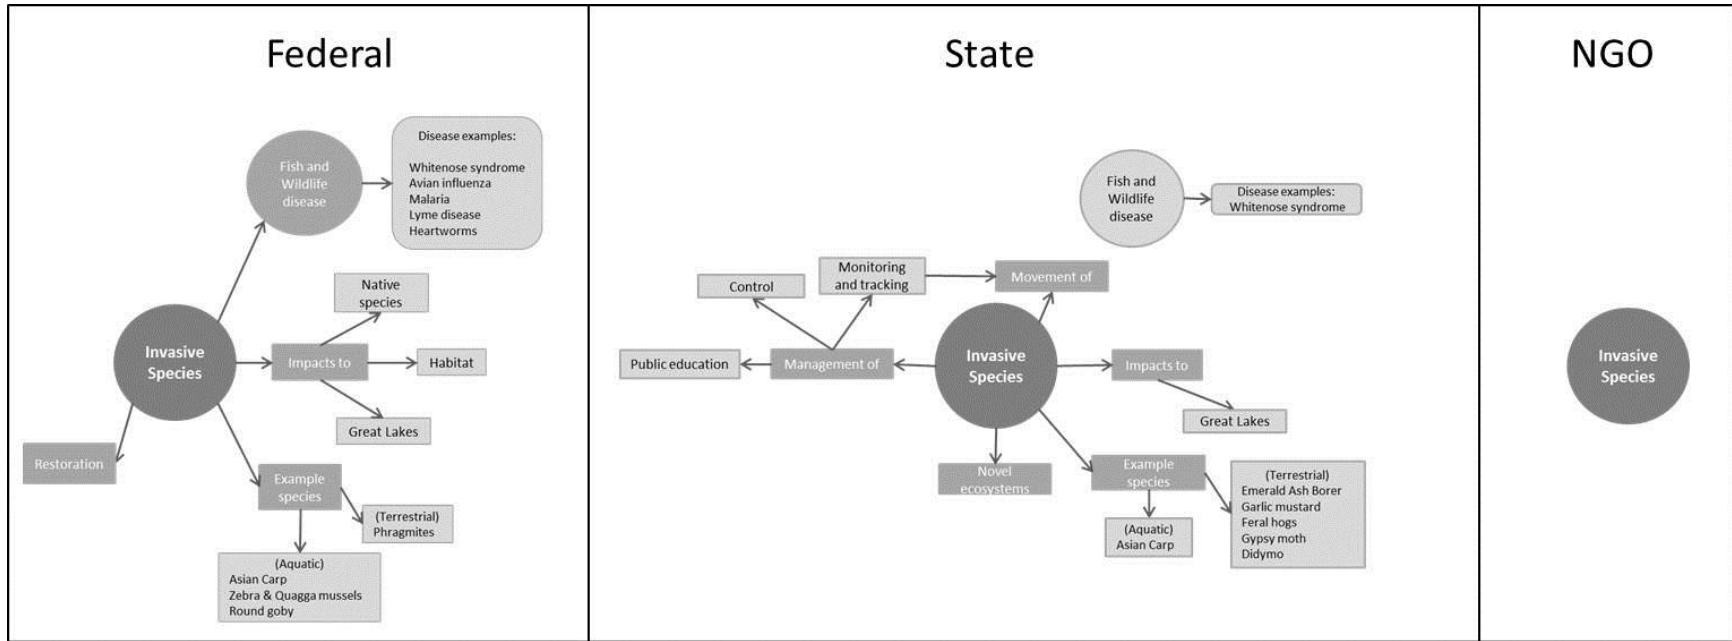 Federal
Fish and
Wildlife
disease
Disease examples:
Whitenose syndrome
Avian influenza
Malaria
Lyme disease
Heartworms
Native
species
Invasive
Species
Impacts to
Habitat
Great Lakes
Restoration
Example
species
(Terrestrial)
Phragmites
(Aquatic)
Asian Carp
Zebra & Quagga mussels
Round goby
State
Fish and
Wildlife
disease
Disease examples:
Whitenose syndrome
Monitoring
and tracking
Movement of
Control
Public education
Management of
Invasive
Species
Impacts to
Great Lakes
Novel
ecosystems
Example
species
(Terrestrial)
Emerald Ash Borer
Garlic mustard
Feral hogs
Gypsy moth
Didymo
(Aquatic)
Asian Carp
NGO
Invasive
Species